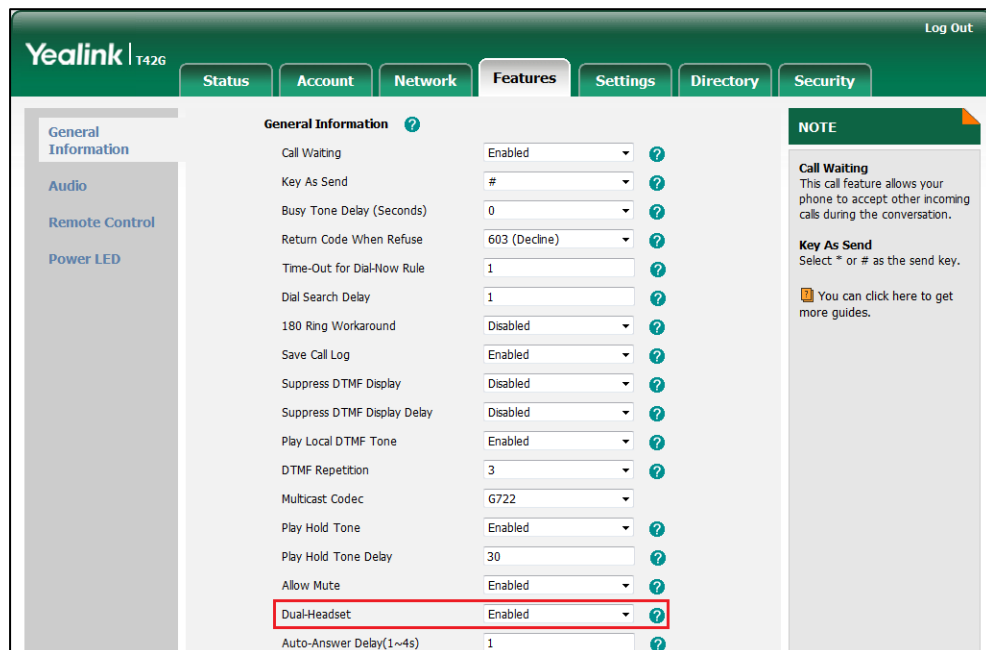 Log Out
Yealink T42G
Status Account Network Features Settings Directory Security
General
Information
Audio
Remote Control
Power LED
General Information ?
Call Waiting Enabled ?
Key As Send # ?
Busy Tone Delay (Seconds) 0 ?
Return Code When Refuse 603 (Decline) ?
Time-Out for Dial-Now Rule 1 ?
Dial Search Delay 1 ?
180 Ring Workaround Disabled ?
Save Call Log Enabled ?
Suppress DTMF Display Disabled ?
Suppress DTMF Display Delay Disabled ?
Play Local DTMF Tone Enabled ?
DTMF Repetition 3 ?
Multicast Codec G722
Play Hold Tone Enabled ?
Play Hold Tone Delay 30 ?
Allow Mute Enabled ?
Dual-Headset Enabled ?
Auto-Answer Delay(1~4s) 1 ?
NOTE
Call Waiting
This call feature allows your
phone to accept other incoming
calls during the conversation.
Key As Send
Select * or # as the send key.
? You can click here to get
more guides.